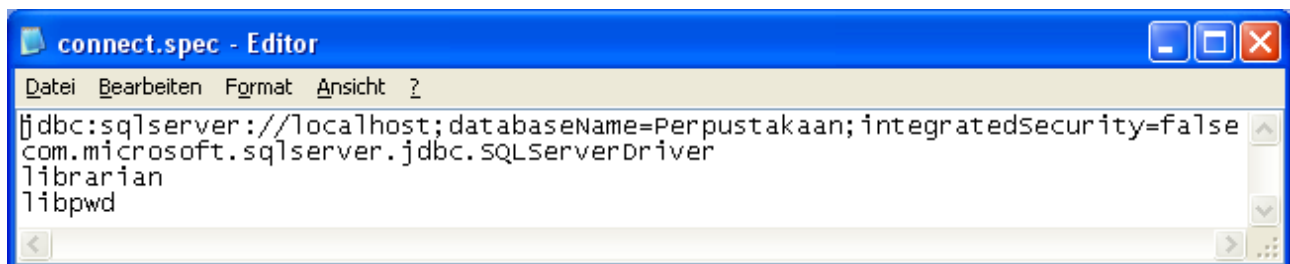 connect.spec - Editor
Datei Bearbeiten Format Ansicht ?
jdbc:sqlserver://localhost;databaseName=Perpustakaan;integratedSecurity=false
com.microsoft.sqlserver.jdbc.SQLServerDriver
librarian
libpwd